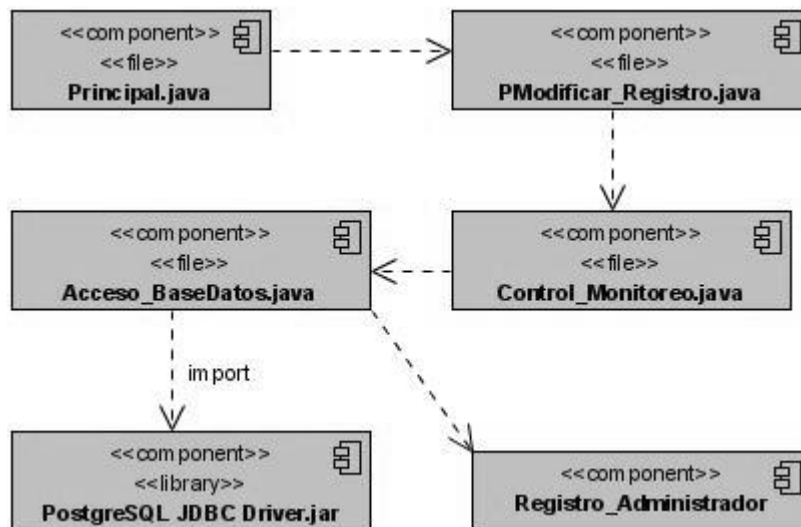 <<component>>
<<file>>
Principal.java
<<component>>
<<file>>
PModificar_Registro.java
<<component>>
<<file>>
Acceso_BaseDatos.java
<<component>>
<<file>>
Control_Monitoreo.java
import
<<component>>
<<library>>
PostgreSQL JDBC Driver.jar
<<component>>
Registro_Administrador